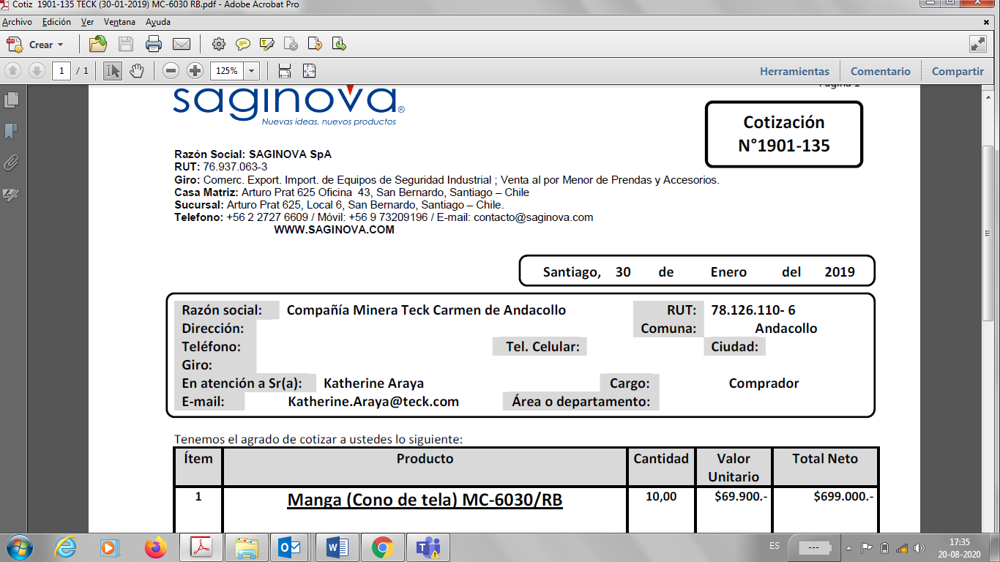 Cotiz 1901-135 TECK (30-01-2019) MC-6030 RB.pdf - Adobe Acrobat Pro
Archivo Edición Ver Ventana Ayuda
Crear
1 / 1 125% Herramientas Comentario Compartir
Página 1
saginova®
Nuevas ideas, nuevos productos
Cotización
N°1901-135
Razón Social: SAGINOVA SpA
RUT: 76.937.063-3
Giro: Comerc. Export. Import. de Equipos de Seguridad Industrial ; Venta al por Menor de Prendas y Accesorios.
Casa Matriz: Arturo Prat 625 Oficina 43, San Bernardo, Santiago – Chile
Sucursal: Arturo Prat 625, Local 6, San Bernardo, Santiago – Chile.
Telefono: +56 2 2727 6609 / Móvil: +56 9 73209196 / E-mail: contacto@saginova.com
WWW.SAGINOVA.COM
Santiago, 30 de Enero del 2019
Razón social: Compañía Minera Teck Carmen de Andacollo RUT: 78.126.110- 6
Dirección: Comuna: Andacollo
Teléfono: Tel. Celular: Ciudad:
Giro:
En atención a Sr(a): Katherine Araya Cargo: Comprador
E-mail: Katherine.Araya@teck.com Área o departamento:
Tenemos el agrado de cotizar a ustedes lo siguiente:
Ítem Producto Cantidad Valor Unitario Total Neto
1 Manga (Cono de tela) MC-6030/RB 10,00 $69.900.- $699.000.-
ES 17:35
20-08-2020